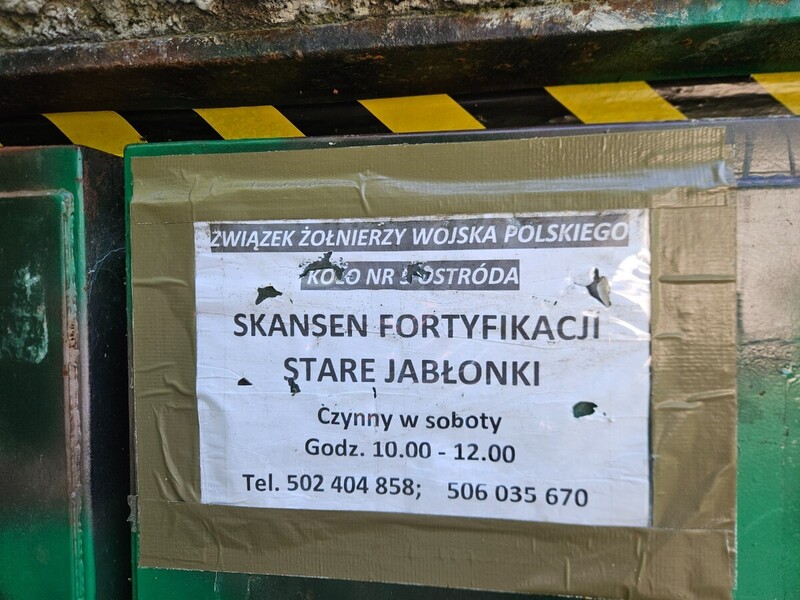 ZWIĄZEK ŻOŁNIERZY WOJSKA POLSKIEGO
KOŁO NR 5 OSTRÓDA
SKANSEN FORTYFIKACJI
STARE JABŁONKI
Czynny w soboty
Godz. 10.00 - 12.00
Tel. 502 404 858; 506 035 670